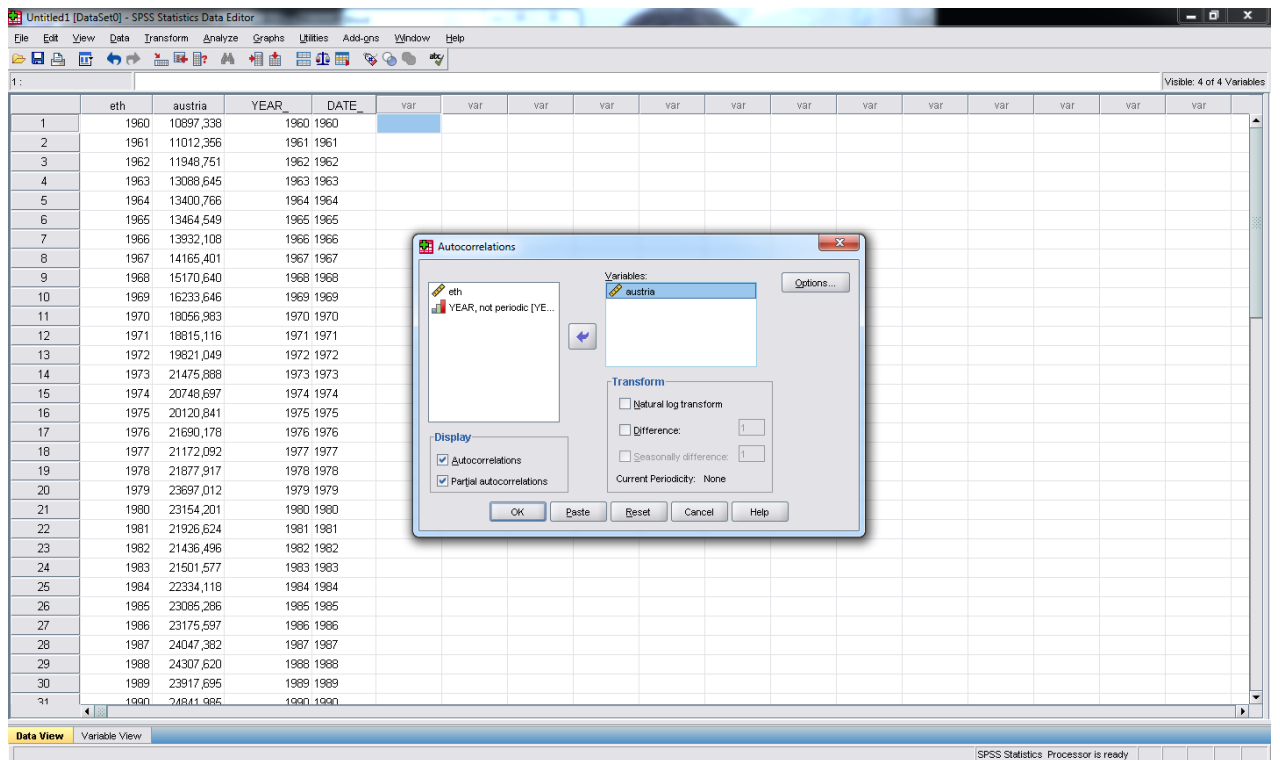 Untitled1 [DataSet0] - SPSS Statistics Data Editor
File Edit View Data Transform Analyze Graphs Utilities Add-ons Window Help
1 :
Visible: 4 of 4 Variables
eth austria YEAR_ DATE_ var var var var var var var var var var var var var
1 1960 10897,338 1960 1960
2 1961 11012,356 1961 1961
3 1962 11948,751 1962 1962
4 1963 13088,645 1963 1963
5 1964 13400,766 1964 1964
6 1965 13464,549 1965 1965
7 1966 13932,108 1966 1966
8 1967 14165,401 1967 1967
9 1968 15170,640 1968 1968
10 1969 16233,646 1969 1969
11 1970 18056,983 1970 1970
12 1971 18815,116 1971 1971
13 1972 19821,049 1972 1972
14 1973 21475,888 1973 1973
15 1974 20748,697 1974 1974
16 1975 20120,841 1975 1975
17 1976 21690,178 1976 1976
18 1977 21172,092 1977 1977
19 1978 21877,917 1978 1978
20 1979 23697,012 1979 1979
21 1980 23154,201 1980 1980
22 1981 21926,624 1981 1981
23 1982 21436,496 1982 1982
24 1983 21501,577 1983 1983
25 1984 22334,118 1984 1984
26 1985 23085,286 1985 1985
27 1986 23175,597 1986 1986
28 1987 24047,382 1987 1987
29 1988 24307,620 1988 1988
30 1989 23917,695 1989 1989
31 1990 24841,985 1990 1990
Autocorrelations
eth
YEAR, not periodic [YE...
Variables:
austria
Options...
Transform
Natural log transform
Difference: 1
Seasonally difference: 1
Current Periodicity: None
Display
Autocorrelations
Partial autocorrelations
OK Paste Reset Cancel Help
Data View Variable View
SPSS Statistics Processor is ready